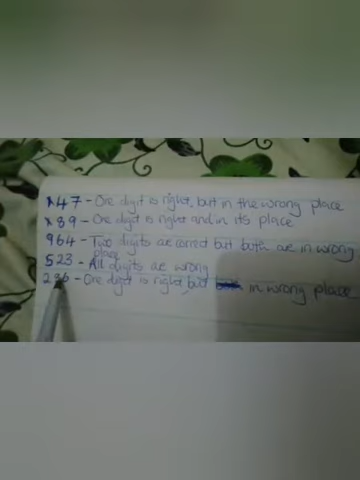 147 - One digit is right, but in the wrong place
189 - One digit is right and in its place
964 - Two digits are correct but both are in wrong
place
523 - All digits are wrong
286 - One digit is right, but in wrong place